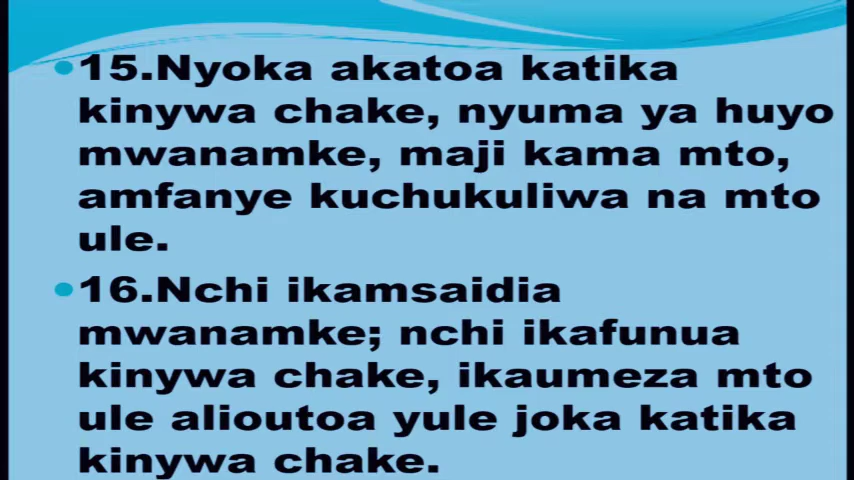 •15.Nyoka akatoa katika
kinywa chake, nyuma ya huyo
mwanamke, maji kama mto,
amfanye kuchukuliwa na mto
ule.
•16.Nchi ikamsaidia
mwanamke; nchi ikafunua
kinywa chake, ikaumeza mto
ule alioutoa yule joka katika
kinywa chake.